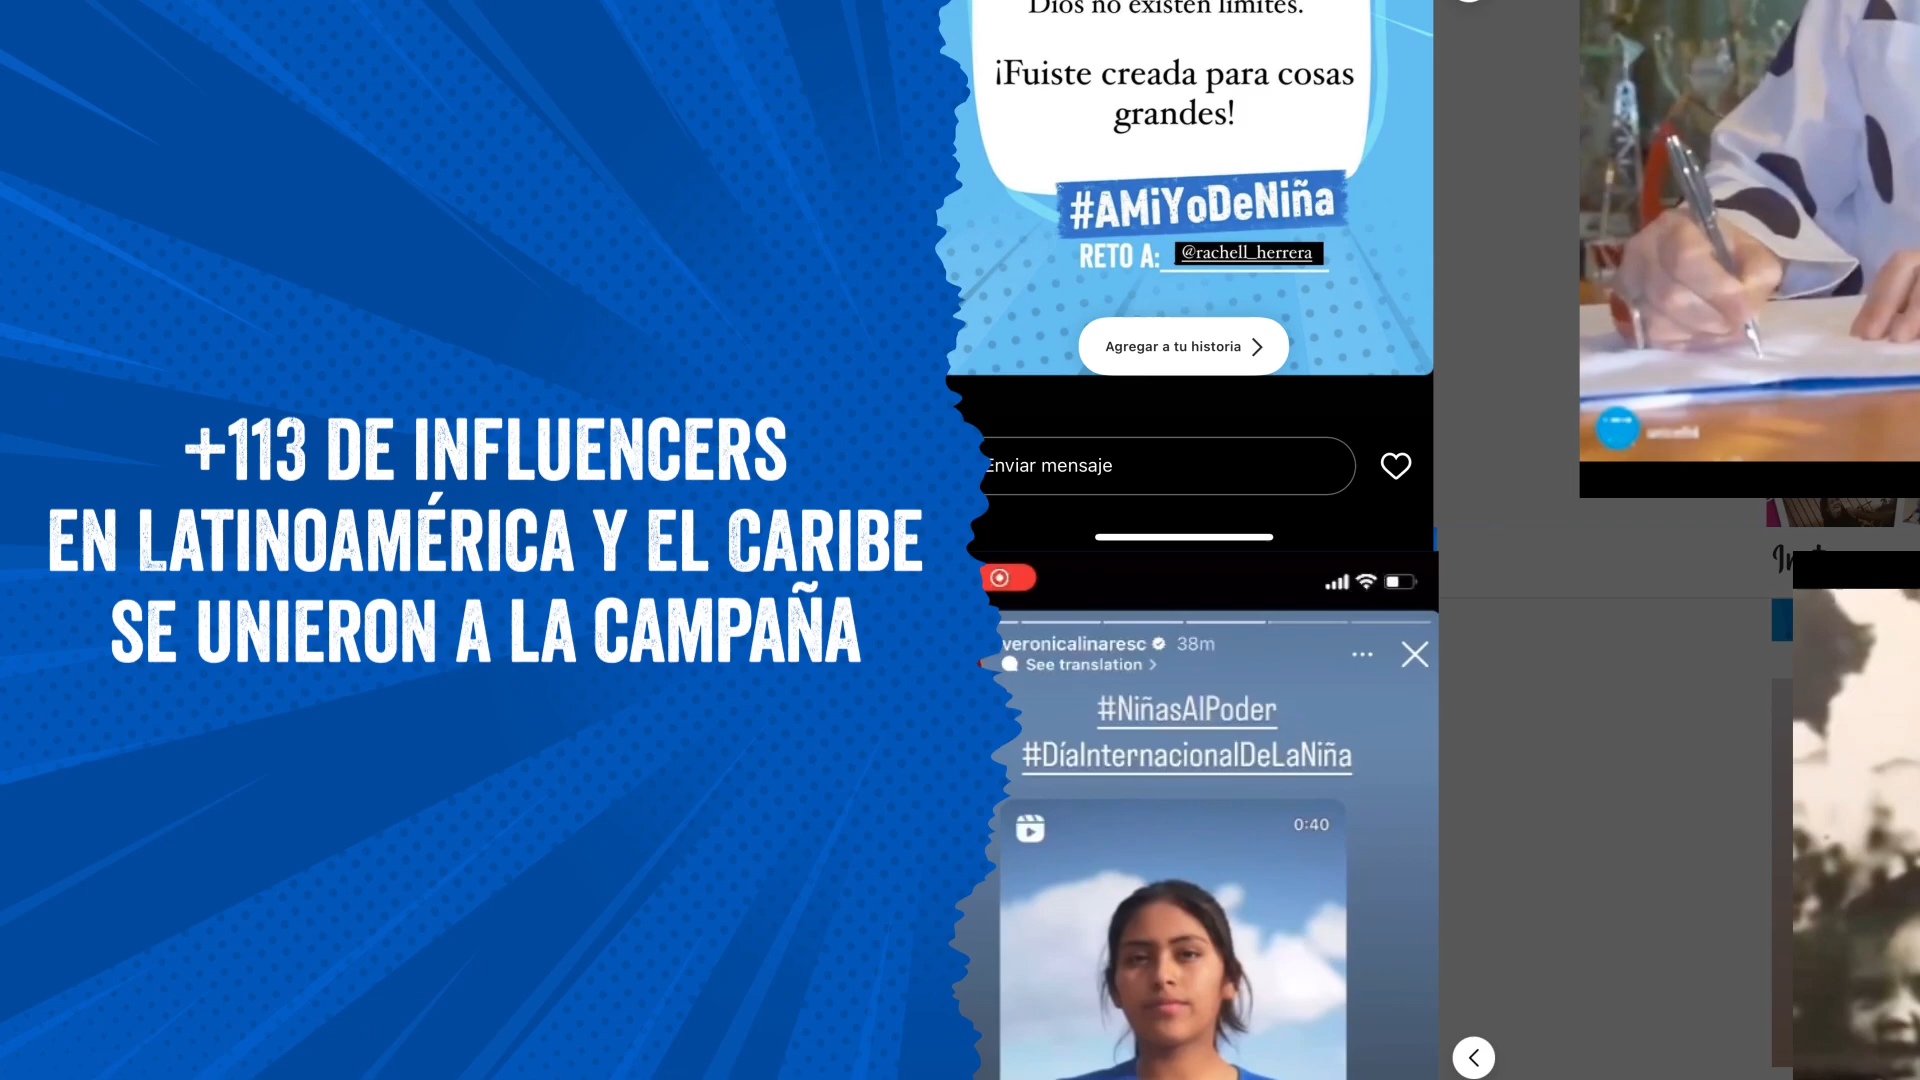 +113 DE INFLUENCERS
EN LATINOAMÉRICA Y EL CARIBE
SE UNIERON A LA CAMPAÑA
Dios no existen límites.
¡Fuiste creada para cosas
grandes!
#AMiYoDeNiña
RETO A: @rachell_herrera
Agregar a tu historia
Enviar mensaje
veronicalinaresc 38m
See translation
#NiñasAlPoder
#DíaInternacionalDeLaNiña
0:40